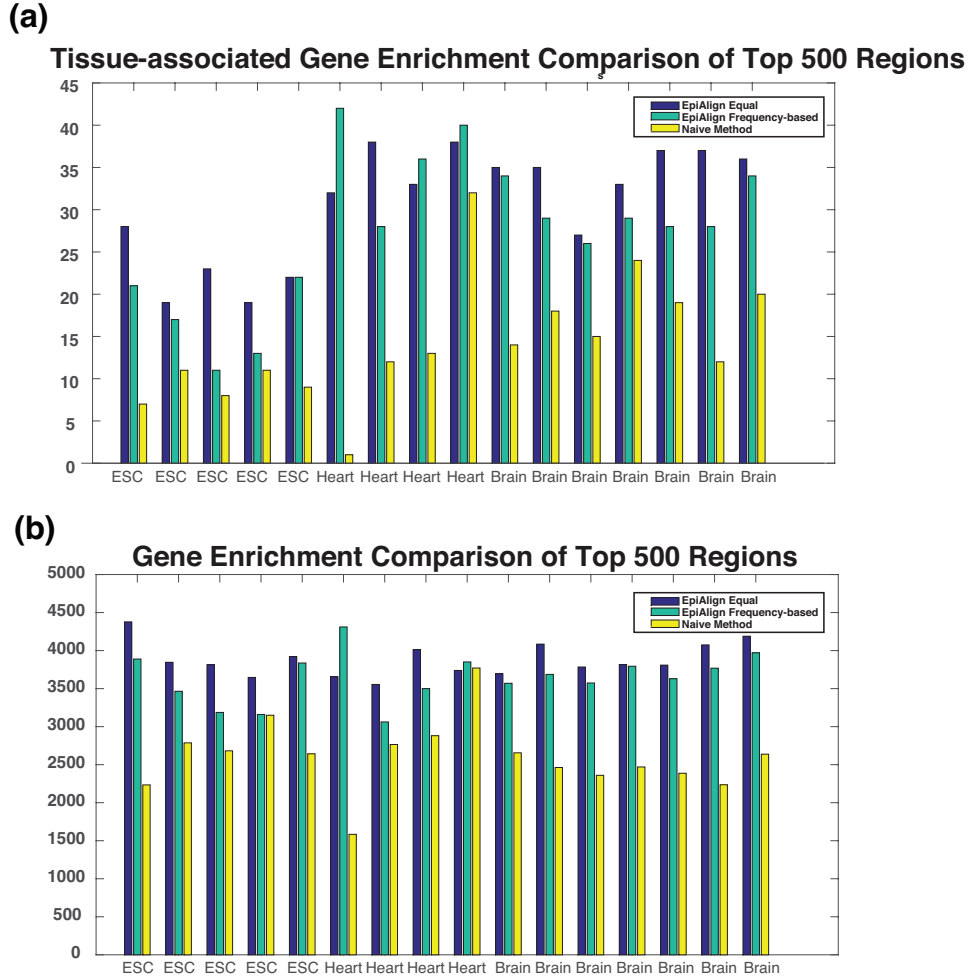 (a)
Tissue-associated Gene Enrichment Comparison of Top 500 Regions
s
45
40
35
30
25
20
15
10
5
0
EpiAlign Equal
EpiAlign Frequency-based
Naive Method
ESC ESC ESC ESC ESC Heart Heart Heart Heart Brain Brain Brain Brain Brain Brain Brain
(b)
Gene Enrichment Comparison of Top 500 Regions
5000
4500
4000
3500
3000
2500
2000
1500
1000
500
0
EpiAlign Equal
EpiAlign Frequency-based
Naive Method
ESC ESC ESC ESC ESC Heart Heart Heart Heart Brain Brain Brain Brain Brain Brain Brain